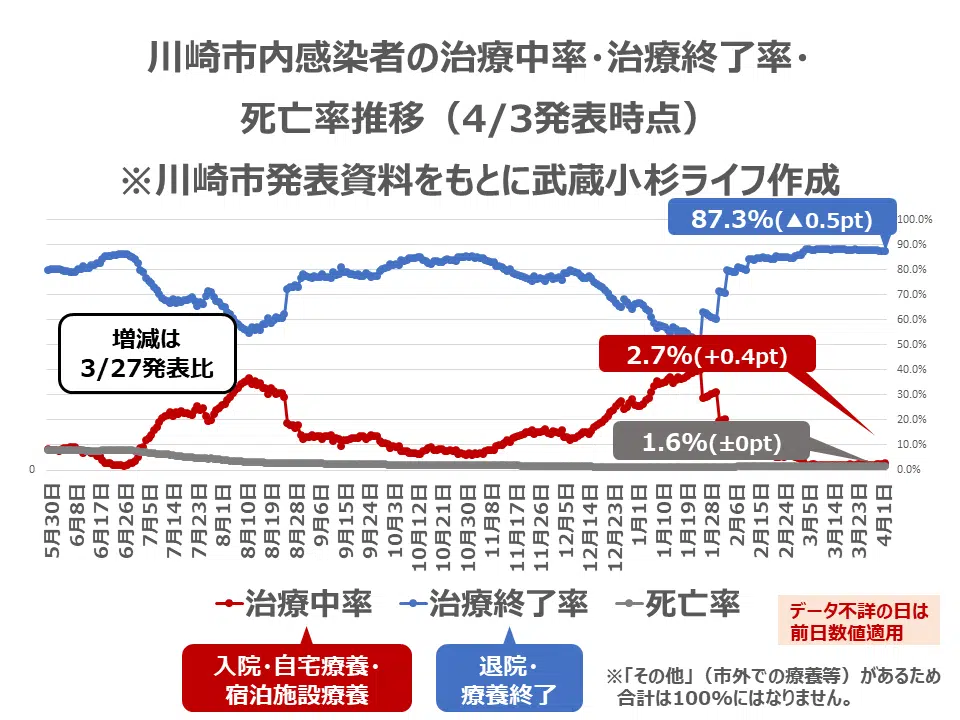 川崎市内感染者の治療中率･治療終了率･
死亡率推移（4/3発表時点）
※川崎市発表資料をもとに武蔵小杉ライフ作成
87.3%(▲0.5pt)
100.0%
90.0%
80.0%
70.0%
60.0%
50.0%
40.0%
30.0%
20.0%
10.0%
0.0%
0
増減は
3/27発表比
2.7%(+0.4pt)
1.6%(±0pt)
5月30日
6月8日
6月17日
6月26日
7月5日
7月14日
7月23日
8月1日
8月10日
8月19日
8月28日
9月6日
9月15日
9月24日
10月3日
10月12日
10月21日
10月30日
11月8日
11月17日
11月26日
12月5日
12月14日
12月23日
1月1日
1月10日
1月19日
1月28日
2月6日
2月15日
2月24日
3月5日
3月14日
3月23日
4月1日
治療中率 治療終了率 死亡率
入院･自宅療養･
宿泊施設療養
退院･
療養終了
データ不詳の日は
前日数値適用
※｢その他｣（市外での療養等）があるため
合計は100%にはなりません。